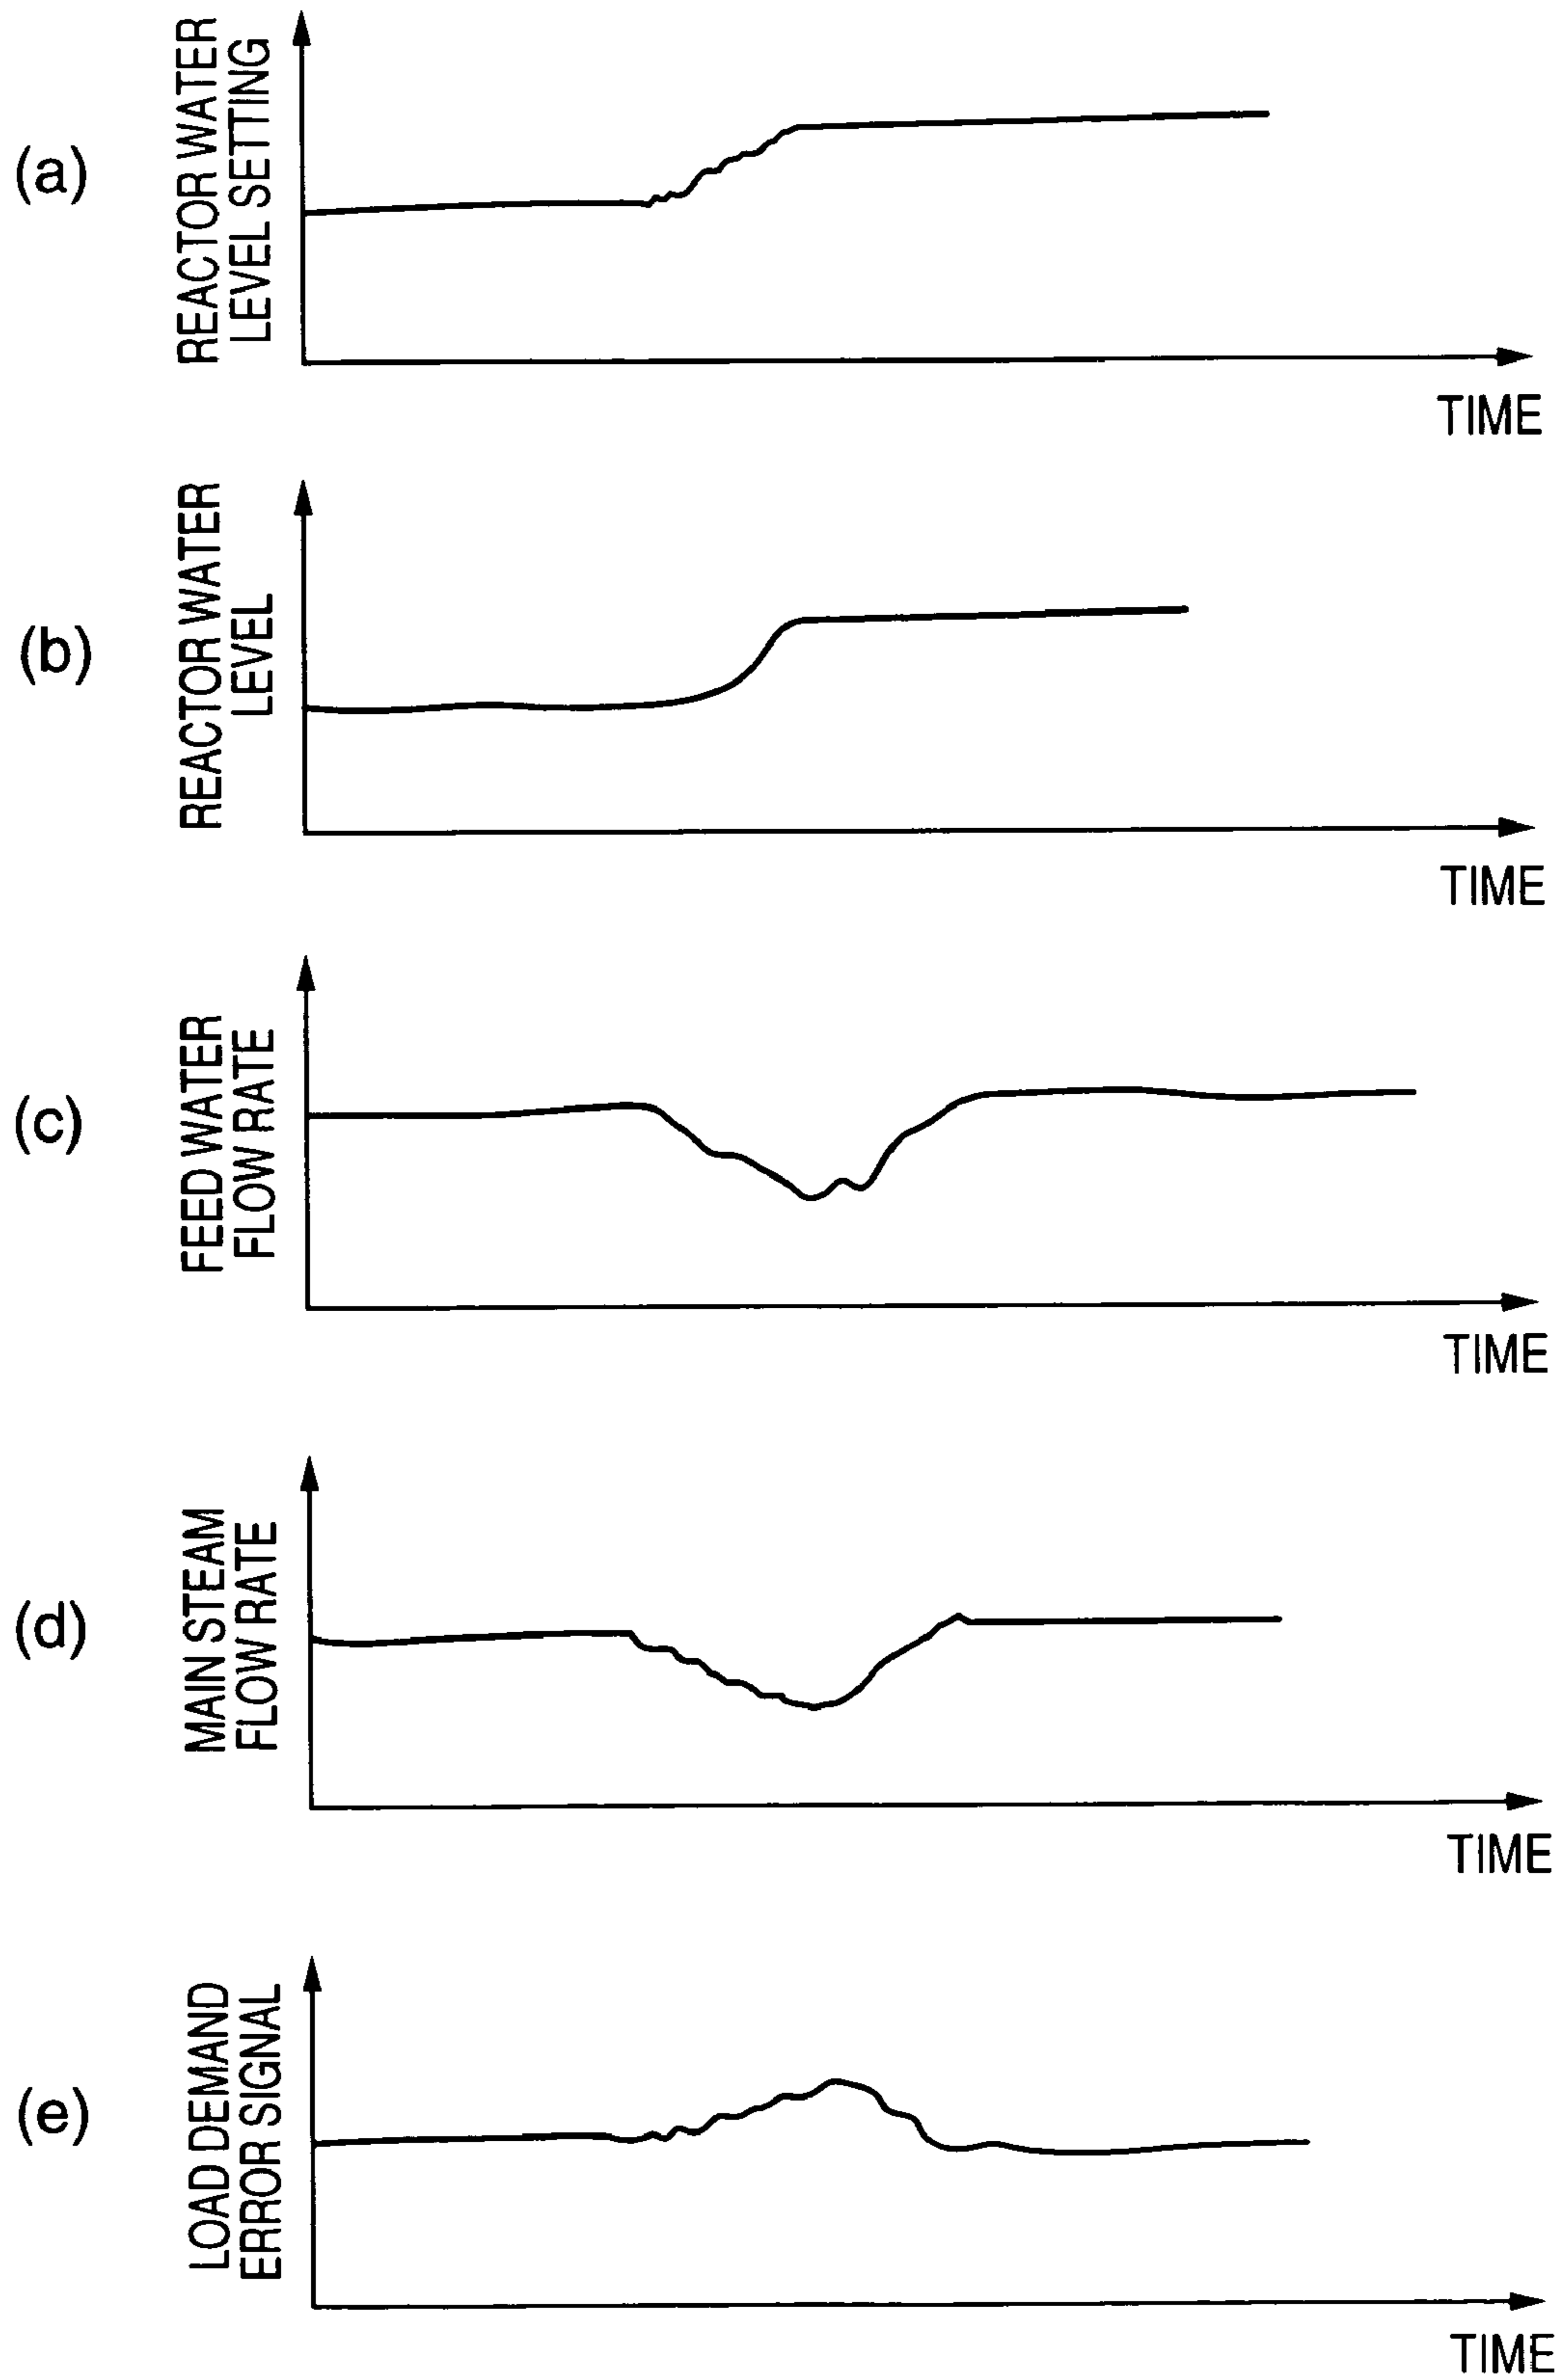 (a)
REACTOR WATER
LEVEL SETTING
TIME
(b)
REACTOR WATER
LEVEL
TIME
(c)
FEED WATER
FLOW RATE
TIME
(d)
MAIN STEAM
FLOW RATE
TIME
(e)
LOAD DEMAND
ERROR SIGNAL
TIME